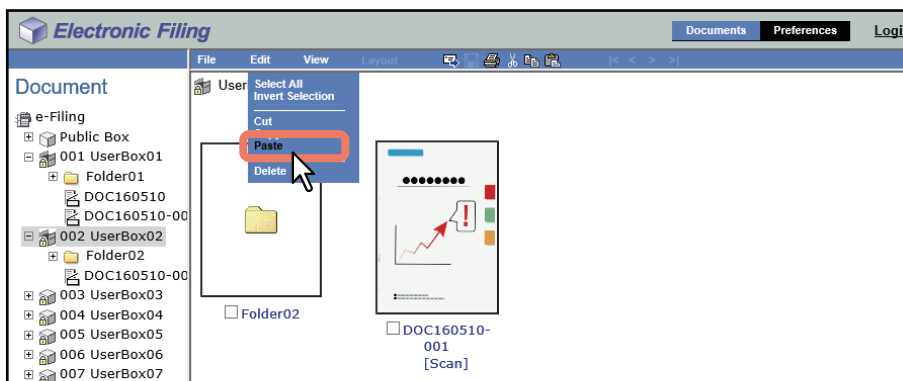 Electronic Filing
Documents Preferences Logi
File Edit View Layout |< < > >|
Document
User
Select All
Invert Selection
Cut
Paste
Delete
e-Filing
Public Box
001 UserBox01
Folder01
DOC160510
DOC160510-00
002 UserBox02
Folder02
DOC160510-00
003 UserBox03
004 UserBox04
005 UserBox05
006 UserBox06
007 UserBox07
!
Folder02
DOC160510-
001
[Scan]